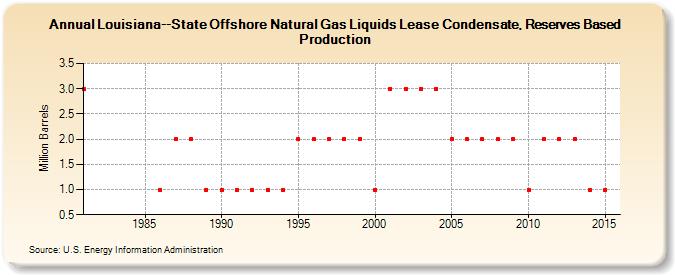 Annual Louisiana--State Offshore Natural Gas Liquids Lease Condensate, Reserves Based
Production
3.5
3.0
2.5
2.0
1.5
1.0
0.5
Million Barrels
1985 1990 1995 2000 2005 2010 2015
Source: U.S. Energy Information Administration